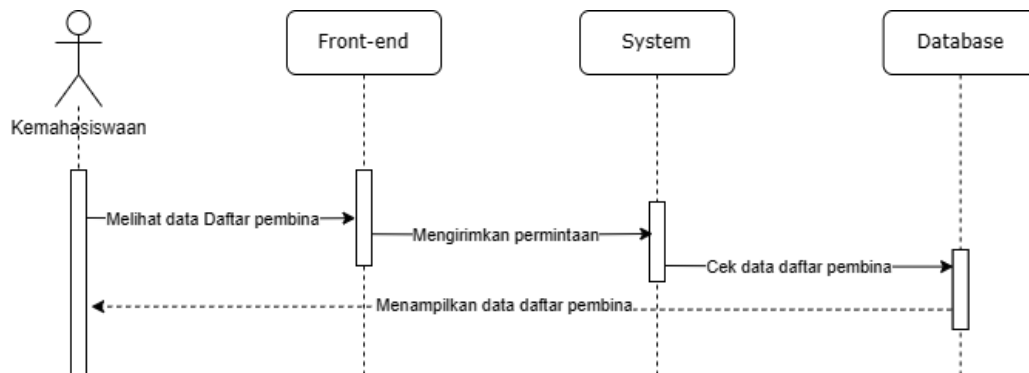 Front-end
System
Database
Kemahasiswaan
Melihat data Daftar pembina
Mengirimkan permintaan
Cek data daftar pembina
Menampilkan data daftar pembina